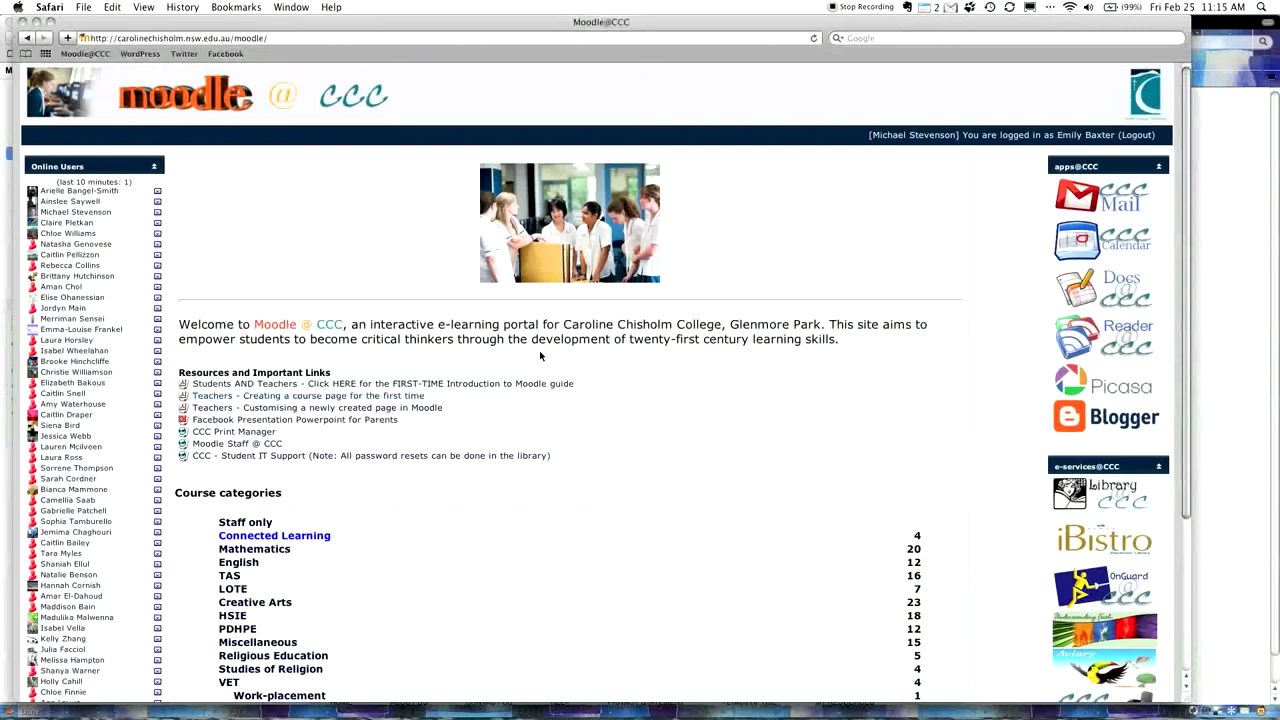 Safari File Edit View History Bookmarks Window Help
Stop Recording 2 (99%) Fri Feb 25 11:15 AM
Moodle@CCC
http://carolinechisholm.nsw.edu.au/moodle/
Google
Moodle@CCC WordPress Twitter Facebook
moodle @ CCC
[Michael Stevenson] You are logged in as Emily Baxter (Logout)
Online Users
(last 10 minutes: 1)
Arielle Bangel-Smith
Ainslee Saywell
Michael Stevenson
Claire Pletkan
Chloe Williams
Natasha Genovese
Caitlin Pellizzon
Rebecca Collins
Brittany Hutchinson
Aman Chol
Elise Ohanessian
Jordyn Main
Merriman Sensei
Emma-Louise Frankel
Laura Horsley
Isabel Wheelahan
Brooke Hinchcliffe
Christie Williamson
Elizabeth Bakous
Caitlin Snell
Amy Waterhouse
Caitlin Draper
Siena Bird
Jessica Webb
Lauren Mcilveen
Laura Ross
Sorrene Thompson
Sarah Cordner
Bianca Mammone
Camellia Saab
Gabrielle Patchell
Sophia Tamburello
Jemima Chaghouri
Caitlin Bailey
Tara Myles
Shaniah Ellul
Natalie Benson
Hannah Cornish
Amar El-Dahoud
Maddison Bain
Madulika Malwenna
Isabel Vella
Kelly Zhang
Julia Facciol
Melissa Hampton
Shanya Warner
Holly Cahill
Chloe Finnie
Welcome to Moodle @ CCC, an interactive e-learning portal for Caroline Chisholm College, Glenmore Park. This site aims to
empower students to become critical thinkers through the development of twenty-first century learning skills.
Resources and Important Links
Students AND Teachers - Click HERE for the FIRST-TIME Introduction to Moodle guide
Teachers - Creating a course page for the first time
Teachers - Customising a newly created page in Moodle
Facebook Presentation Powerpoint for Parents
CCC Print Manager
Moodle Staff @ CCC
CCC - Student IT Support (Note: All password resets can be done in the library)
Course categories
Staff only
Connected Learning 4
Mathematics 20
English 12
TAS 16
LOTE 7
Creative Arts 23
HSIE 18
PDHPE 12
Miscellaneous 15
Religious Education 5
Studies of Religion 4
VET 4
Work-placement 1
apps@CCC
CCC Mail
CCC Calendar
Docs @ CCC
Reader @ CCC
Picasa
Blogger
e-services@CCC
Library @ CCC
iBistro
OnGuard @ CCC
Understanding Faith
Aviary
Done